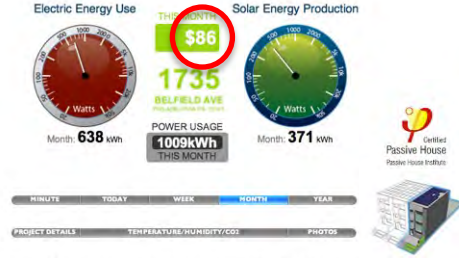 Electric Energy Use
THIS MONTH
$86
Solar Energy Production
1735
BELFIELD AVE
Watts
Watts
Month: 638 kWh
POWER USAGE
1009kWh
THIS MONTH
Month: 371 kWh
Certified
Passive House
Passive House Institute
MINUTE TODAY WEEK MONTH YEAR
PROJECT DETAILS TEMPERATURE/HUMIDITY/CO2 PHOTOS